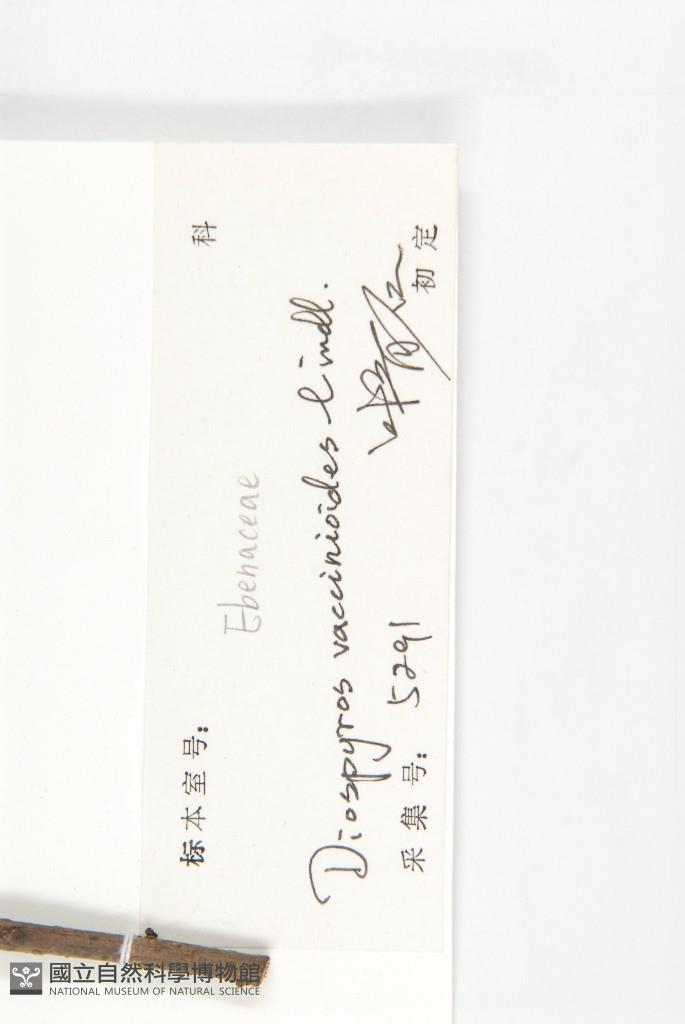 标本室号： 科
Ebenaceae
Diospyros vaccinioides Lindl.
采集号： 5291 初定
國立自然科學博物館
NATIONAL MUSEUM OF NATURAL SCIENCE